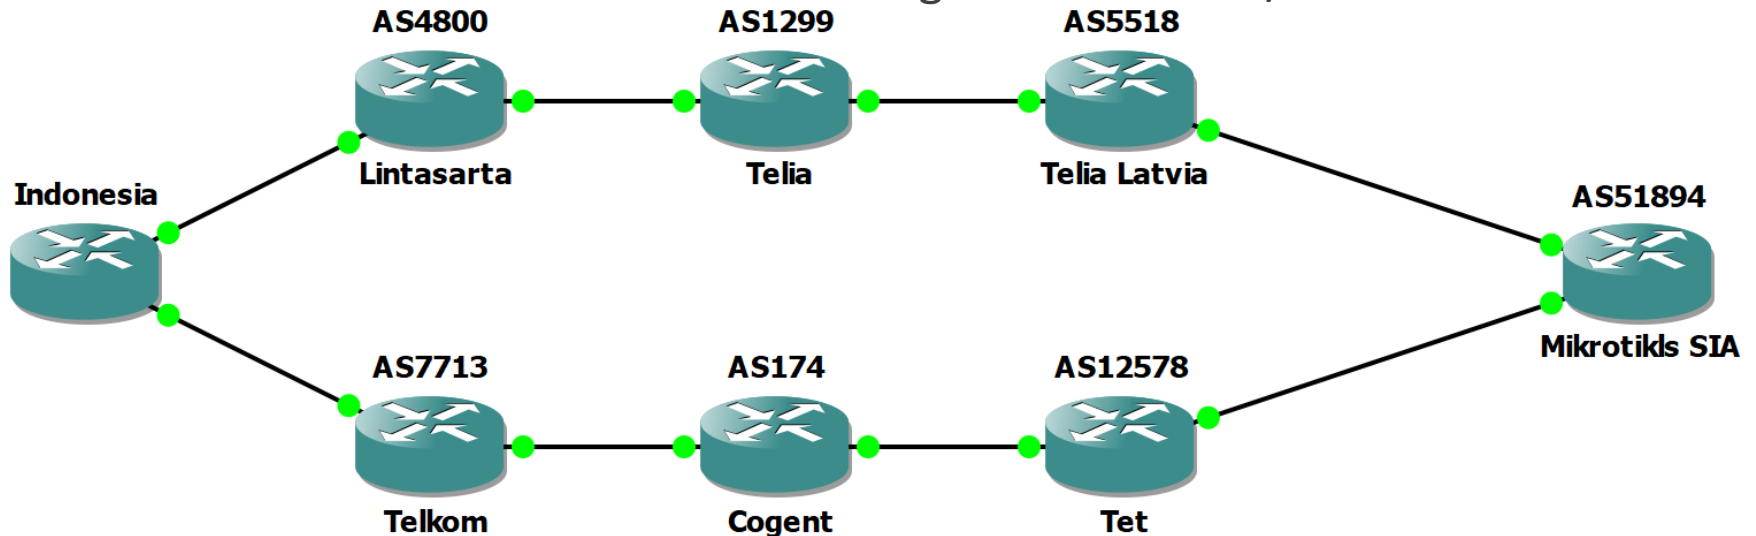 AS4800
AS1299
AS5518
Lintasarta
Telia
Telia Latvia
Indonesia
AS51894
Mikrotikls SIA
AS7713
AS174
AS12578
Telkom
Cogent
Tet